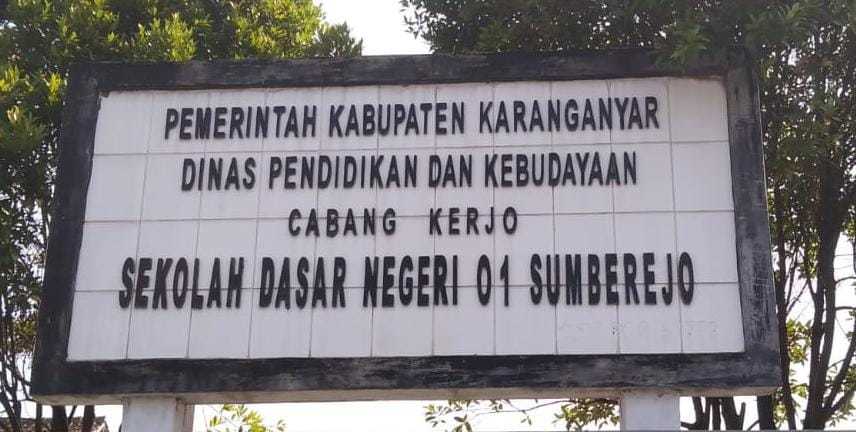 PEMERINTAH KABUPATEN KARANGANYAR
DINAS PENDIDIKAN DAN KEBUDAYAAN
CABANG KERJO
SEKOLAH DASAR NEGERI 01 SUMBEREJO